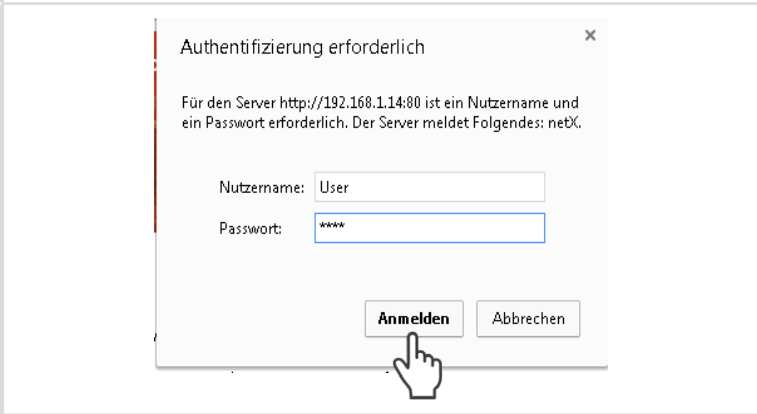 Authentifizierung erforderlich
Für den Server http://192.168.1.14:80 ist ein Nutzername und
ein Passwort erforderlich. Der Server meldet Folgendes: netX.
Nutzername: User
Passwort: ****
Anmelden Abbrechen